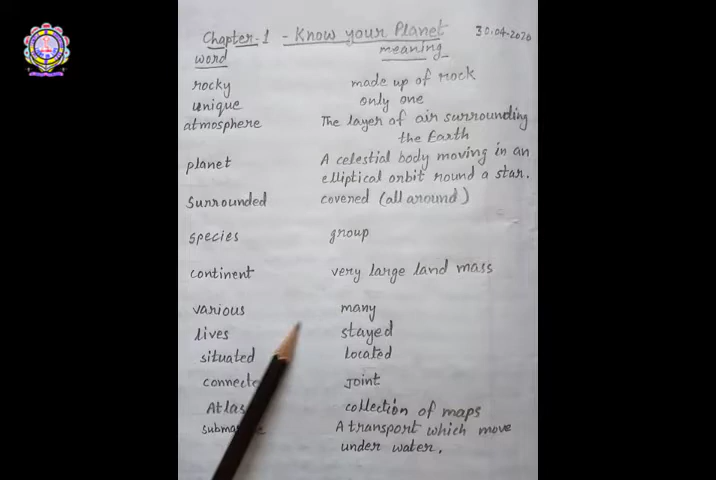 Chapter-1 - Know your Planet 30.04.2020
word meaning
rocky made up of rock
unique only one
atmosphere The layer of air surrounding
the Earth
planet A celestial body moving in an
elliptical orbit round a star.
Surrounded covered (all around)
species group
continent very large land mass
various many
lives stayed
situated Located
connecte Joint
Atlas collection of maps
A transport which move
under water.